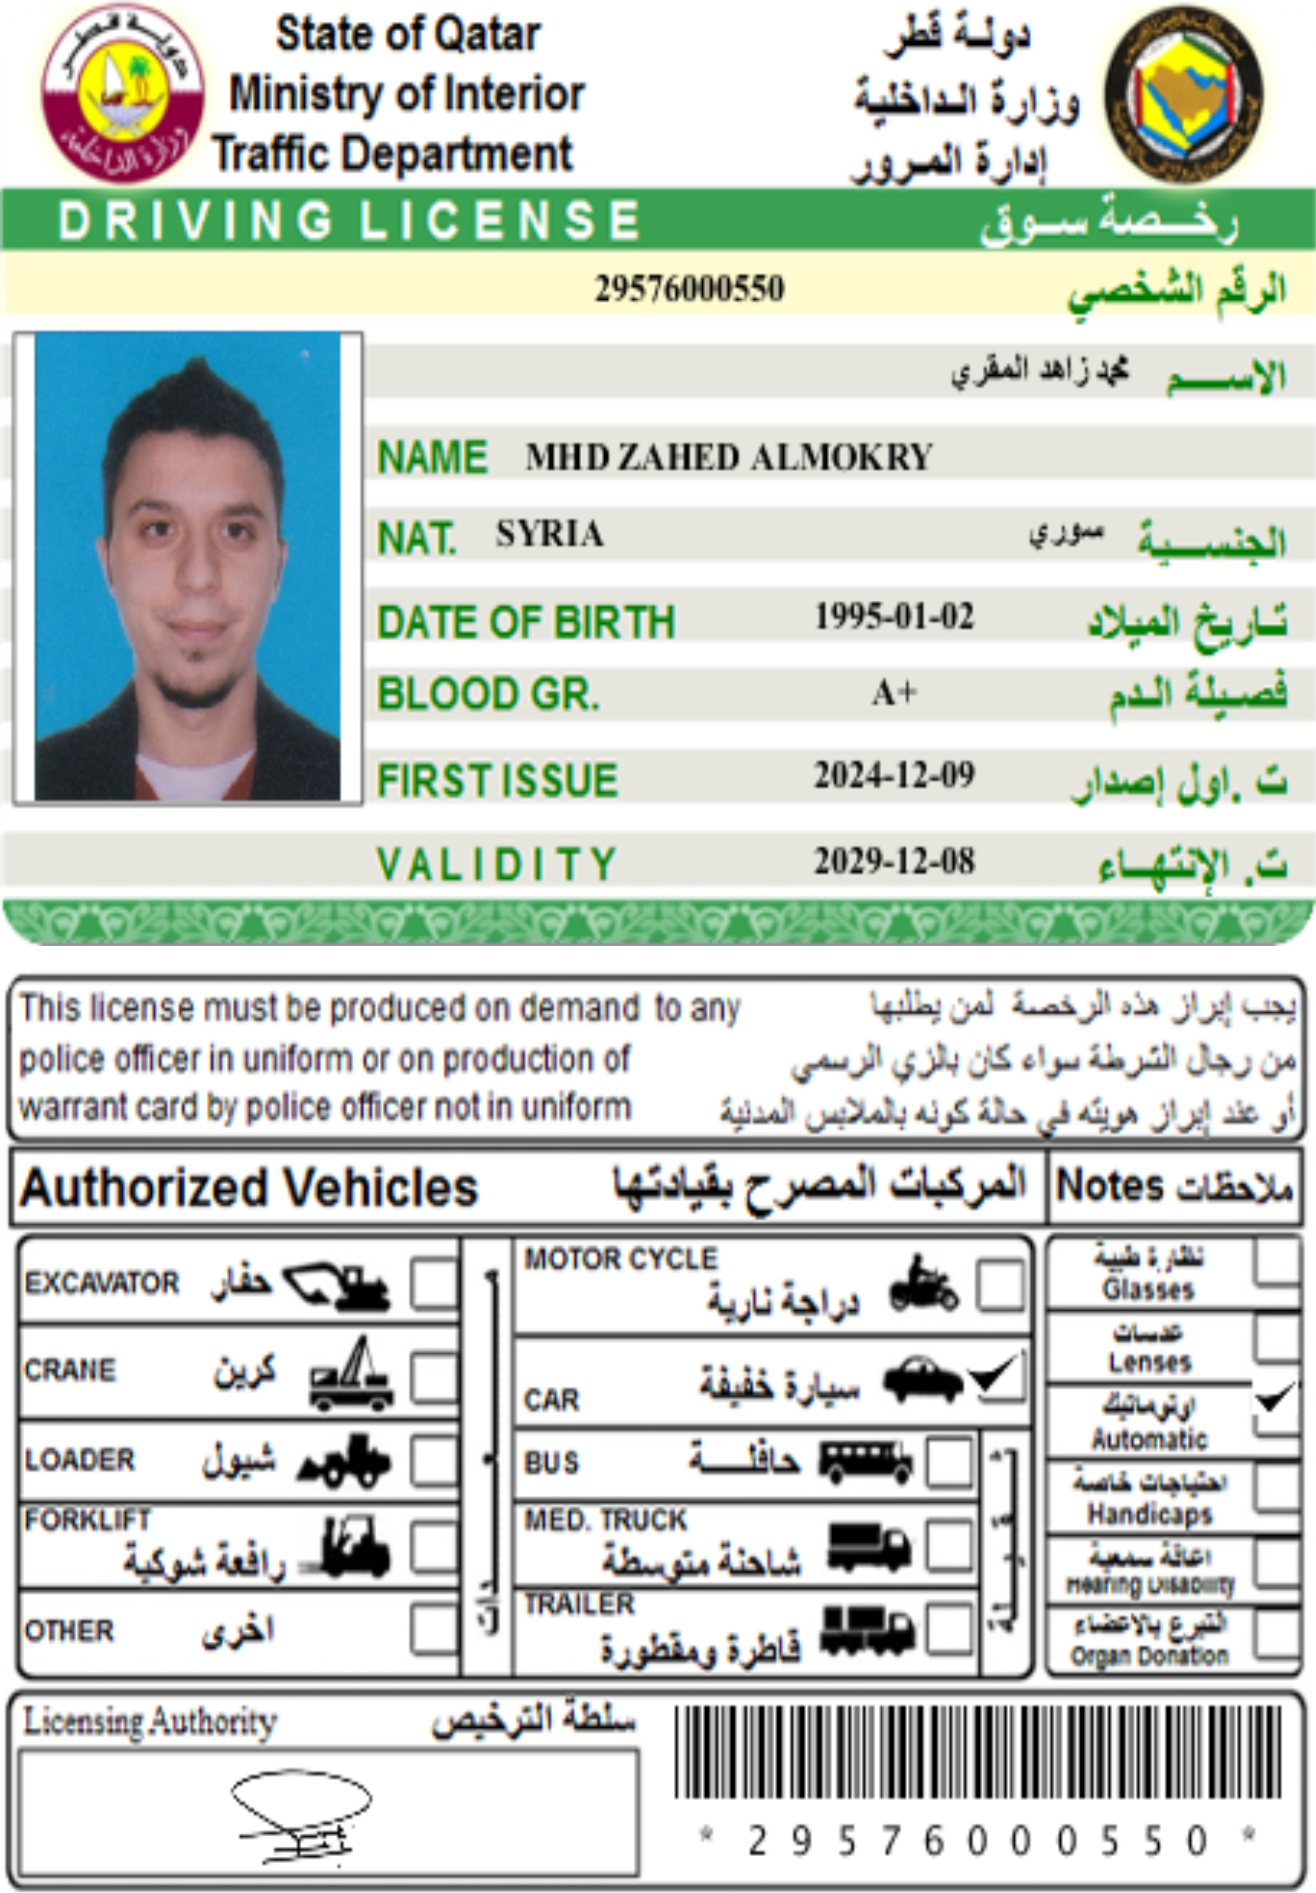 دولة قطر
وزارة الداخلية
State of Qatar
Ministry of Interior
Traffic Department
دولة قطر
وزارة الداخلية
إدارة المرور
DRIVING LICENSE رخصة سوق
29576000550 الرقم الشخصي
الاسم محمد زاهد المقري
NAME MHD ZAHED ALMOKRY
NAT. SYRIA الجنسية سوري
DATE OF BIRTH 1995-01-02 تاريخ الميلاد
BLOOD GR. A+ فصيلة الدم
FIRST ISSUE 2024-12-09 ت .اول إصدار
VALIDITY 2029-12-08 ت. الإنتهاء
This license must be produced on demand to any
police officer in uniform or on production of
warrant card by police officer not in uniform
يجب إبراز هذه الرخصة لمن يطلبها
من رجال الشرطة سواء كان بالزي الرسمي
أو عند إبراز هويته في حالة كونه بالملابس المدنية
Authorized Vehicles المركبات المصرح بقيادتها
Notes ملاحظات
EXCAVATOR حفار
CRANE كرين
LOADER شيول
FORKLIFT
رافعة شوكية
OTHER اخرى
MOTOR CYCLE
دراجة نارية
سيارة خفيفة
CAR
BUS حافلة
MED. TRUCK
شاحنة متوسطة
TRAILER
قاطرة ومقطورة
نظارة طبية
Glasses
عدسات
Lenses
اوتوماتيك
Automatic
احتياجات خاصة
Handicaps
اعاقة سمعية
Hearing Disability
التبرع بالاعضاء
Organ Donation
Licensing Authority سلطة الترخيص
* 29576000550 *